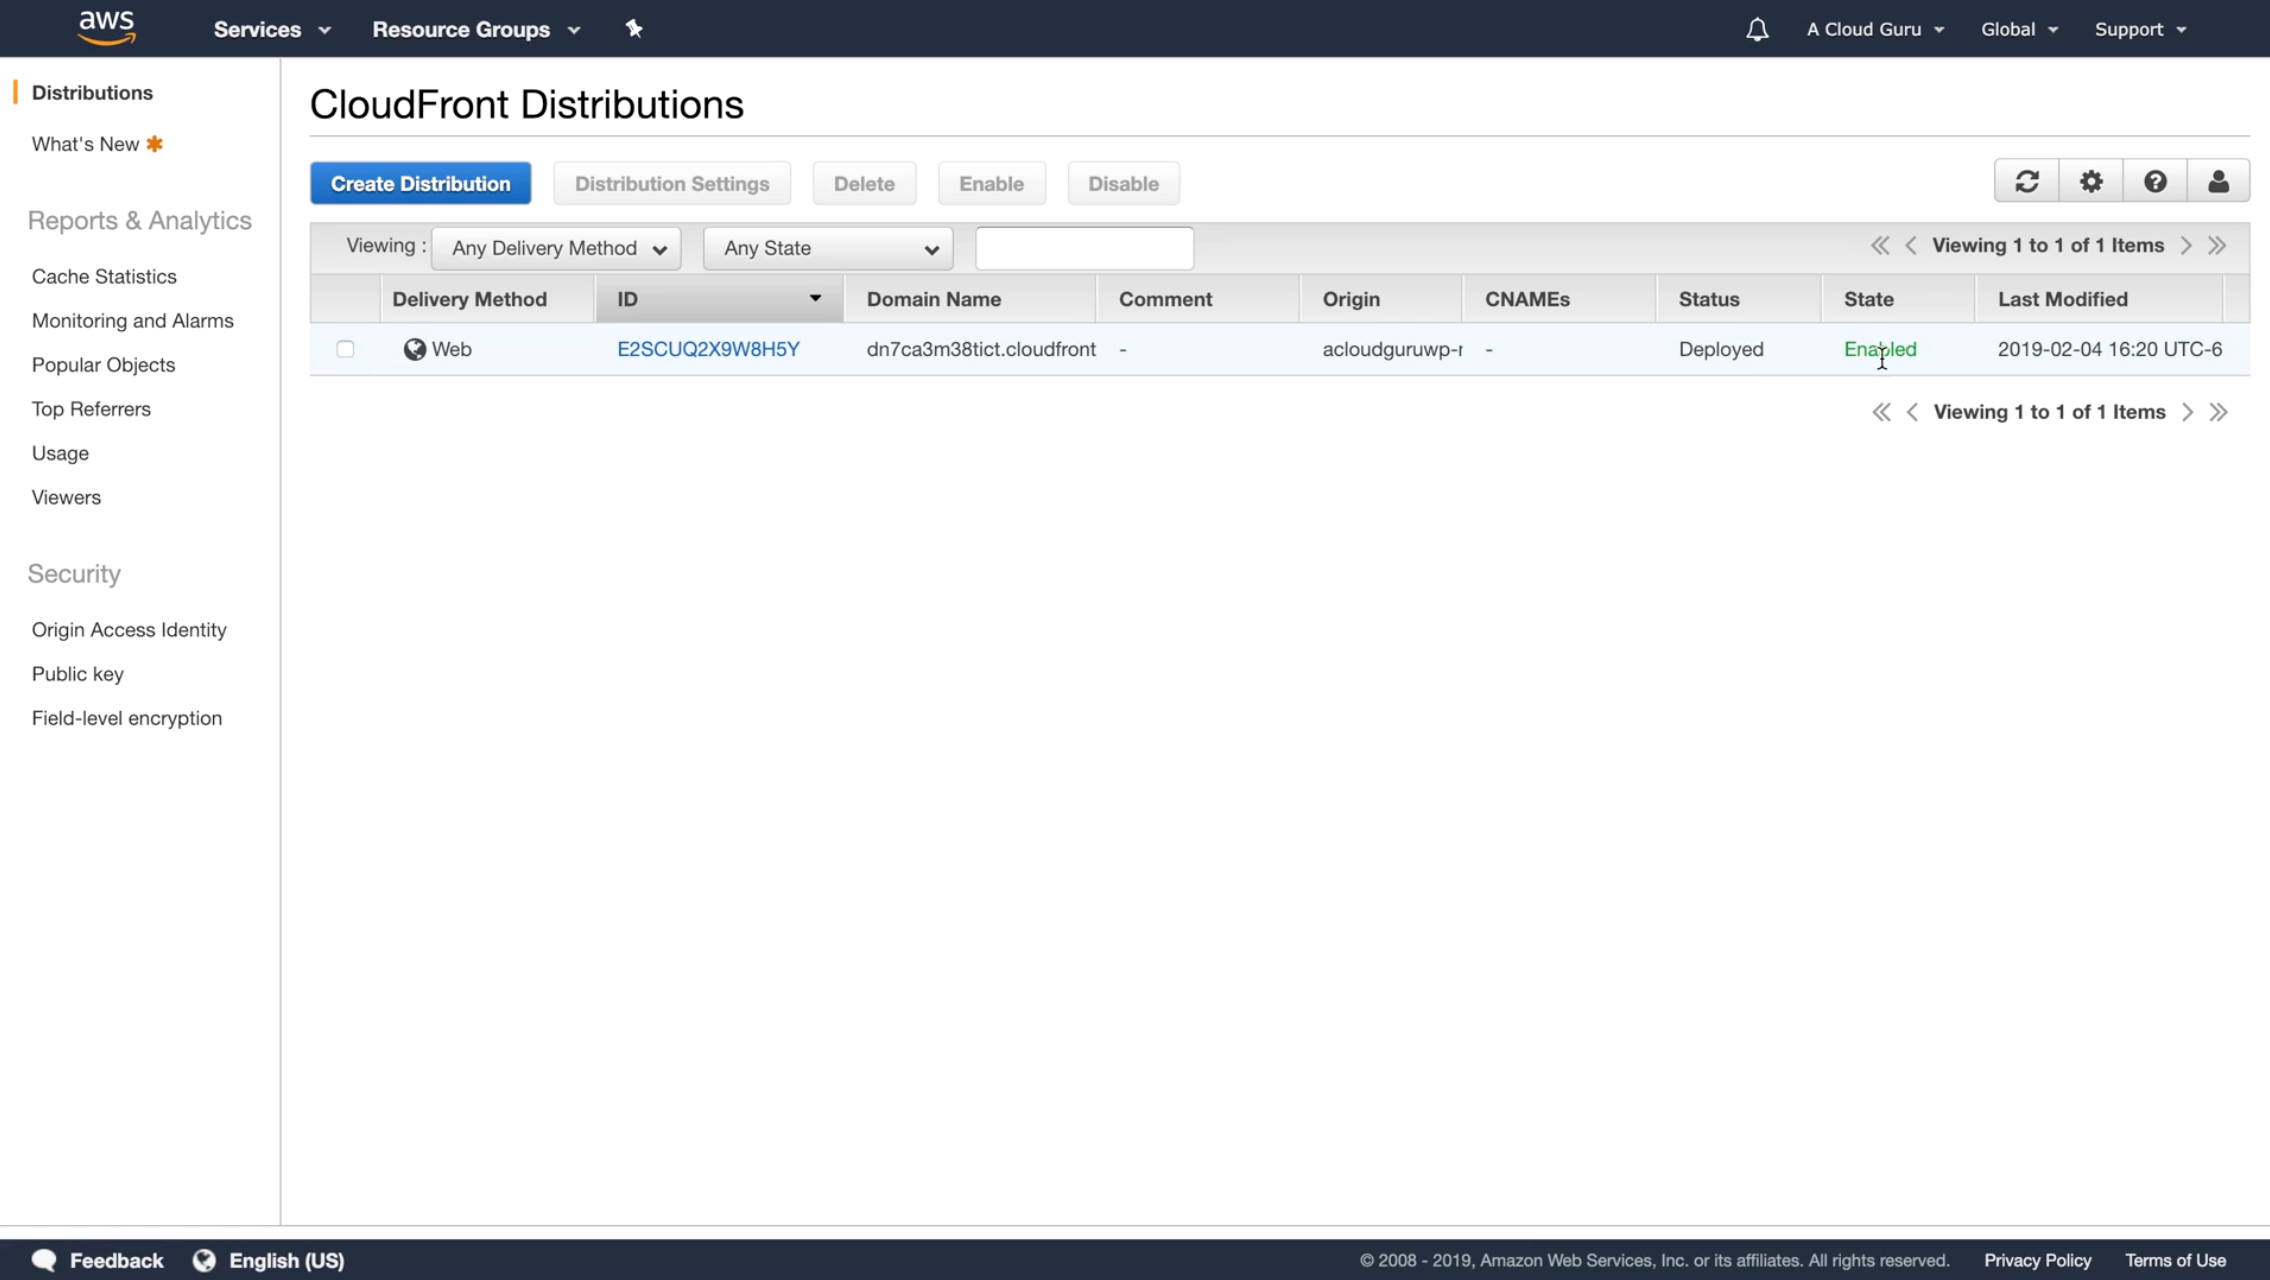 aws Services Resource Groups A Cloud Guru Global Support
Distributions
What's New
Reports & Analytics
Cache Statistics
Monitoring and Alarms
Popular Objects
Top Referrers
Usage
Viewers
Security
Origin Access Identity
Public key
Field-level encryption
CloudFront Distributions
Create Distribution Distribution Settings Delete Enable Disable
Viewing : Any Delivery Method Any State Viewing 1 to 1 of 1 Items
Delivery Method ID Domain Name Comment Origin CNAMEs Status State Last Modified
Web E2SCUQ2X9W8H5Y dn7ca3m38tict.cloudfront - acloudguruwp-r - Deployed Enabled 2019-02-04 16:20 UTC-6
Viewing 1 to 1 of 1 Items
Feedback English (US) © 2008 - 2019, Amazon Web Services, Inc. or its affiliates. All rights reserved. Privacy Policy Terms of Use